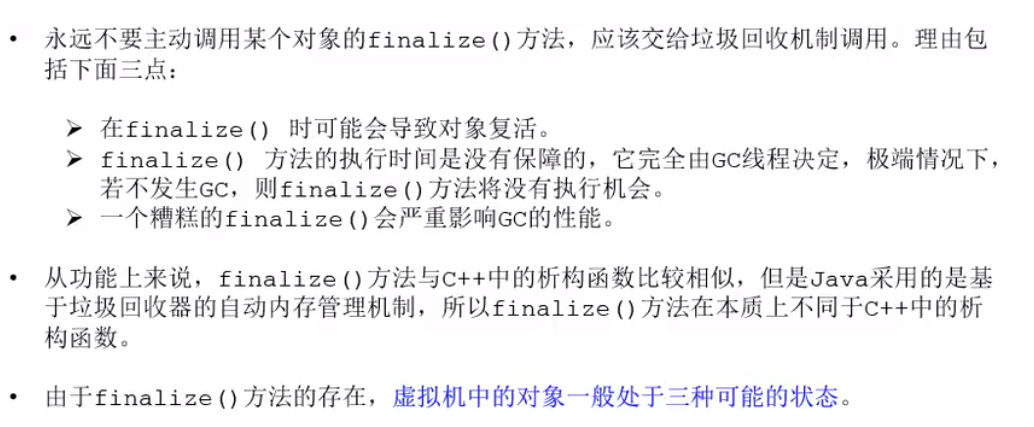 • 永远不要主动调用某个对象的finalize()方法，应该交给垃圾回收机制调用。理由包
括下面三点：
➢ 在finalize() 时可能会导致对象复活。
➢ finalize() 方法的执行时间是没有保障的，它完全由GC线程决定，极端情况下，
若不发生GC，则finalize()方法将没有执行机会。
➢ 一个糟糕的finalize()会严重影响GC的性能。
• 从功能上来说，finalize()方法与C++中的析构函数比较相似，但是Java采用的是基
于垃圾回收器的自动内存管理机制，所以finalize()方法在本质上不同于C++中的析
构函数。
• 由于finalize()方法的存在，虚拟机中的对象一般处于三种可能的状态。